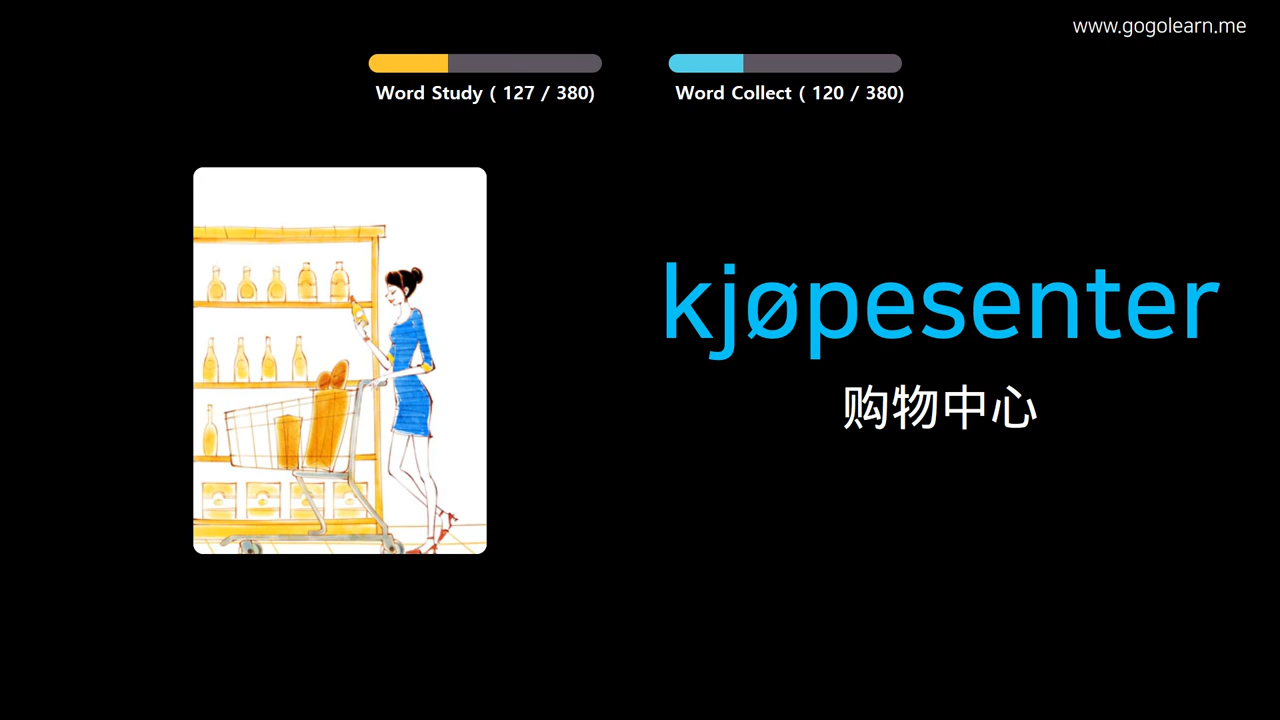 www.gogolearn.me
Word Study ( 127 / 380)
Word Collect ( 120 / 380)
kjøpesenter
购物中心